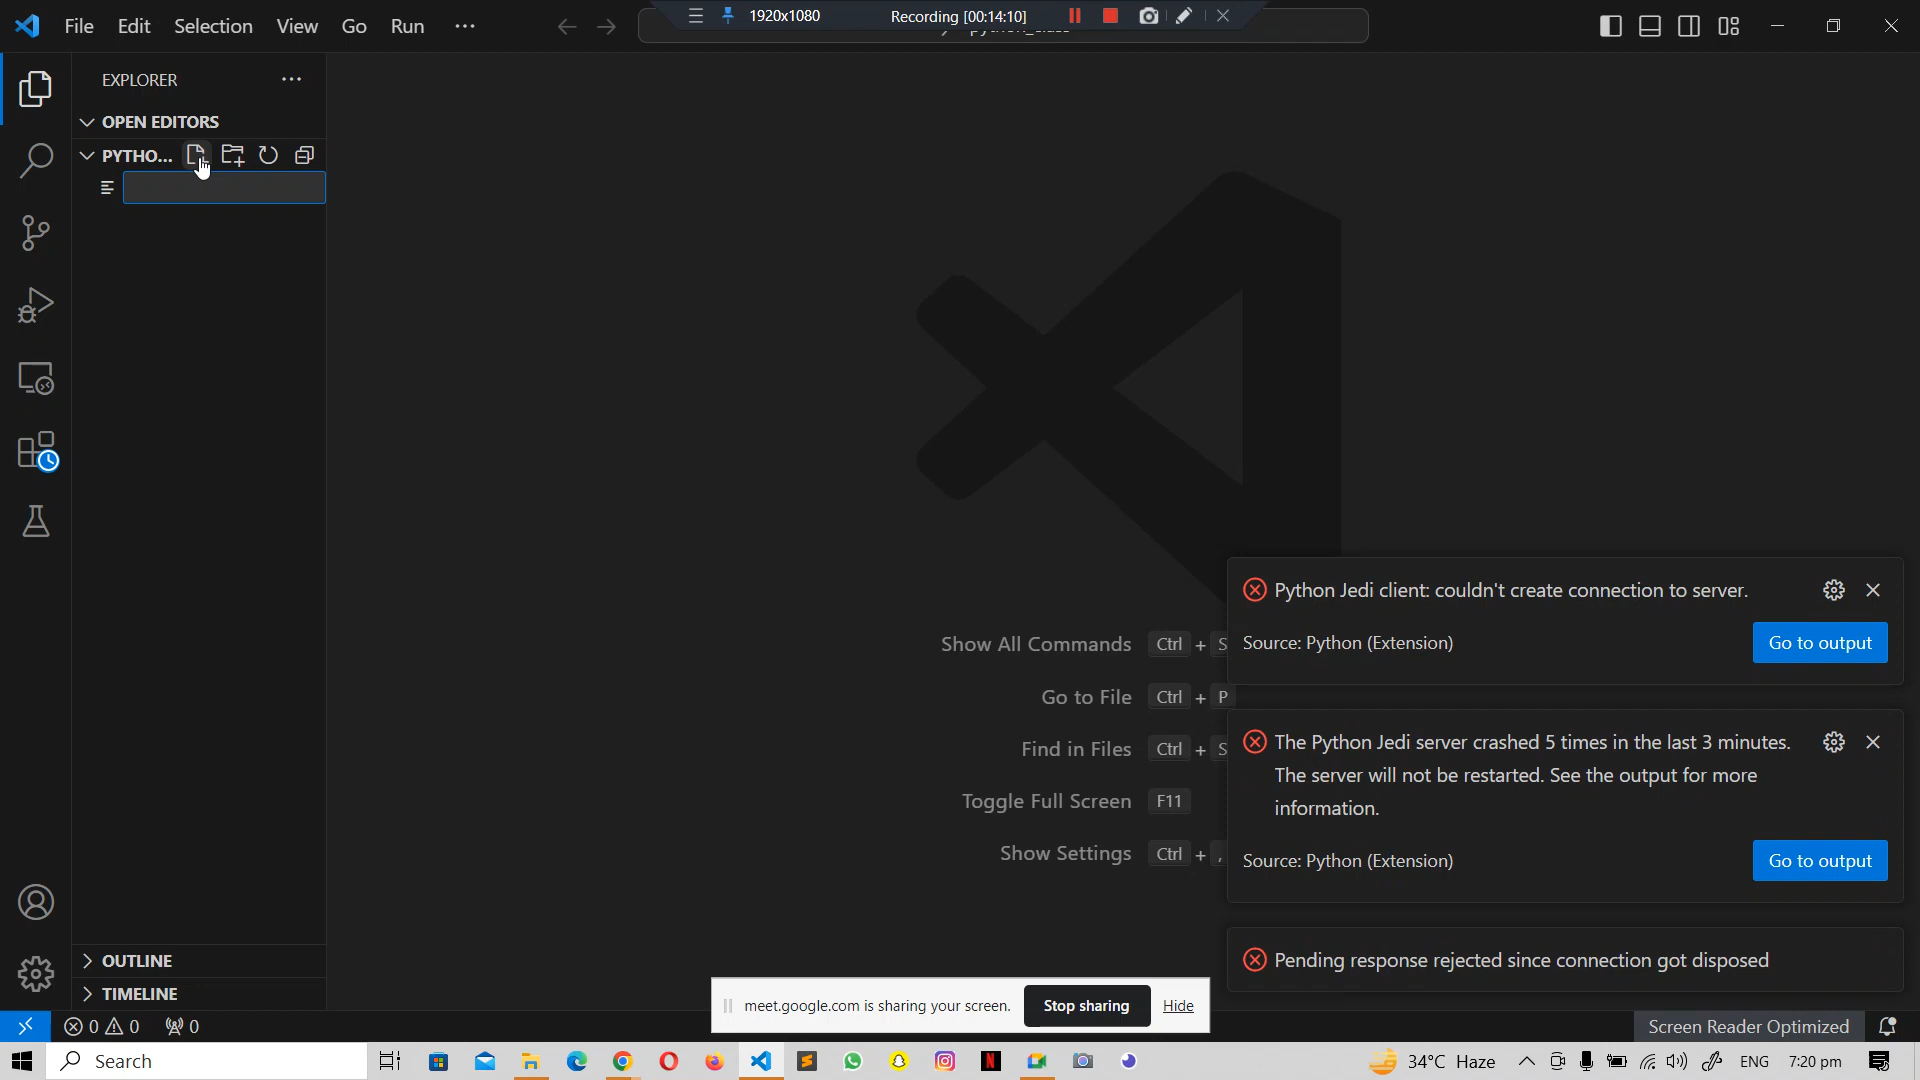 File Edit Selection View Go Run
1920x1080 Recording [00:14:10]
EXPLORER
OPEN EDITORS
PYTHO...
Show All Commands Ctrl + S
Go to File Ctrl + P
Find in Files Ctrl + S
Toggle Full Screen F11
Show Settings Ctrl + ,
Python Jedi client: couldn't create connection to server.
Source: Python (Extension) Go to output
The Python Jedi server crashed 5 times in the last 3 minutes.
The server will not be restarted. See the output for more
information.
Source: Python (Extension) Go to output
Pending response rejected since connection got disposed
OUTLINE
TIMELINE
meet.google.com is sharing your screen. Stop sharing Hide
0 0 0 Screen Reader Optimized
Search 34°C Haze ENG 7:20 pm